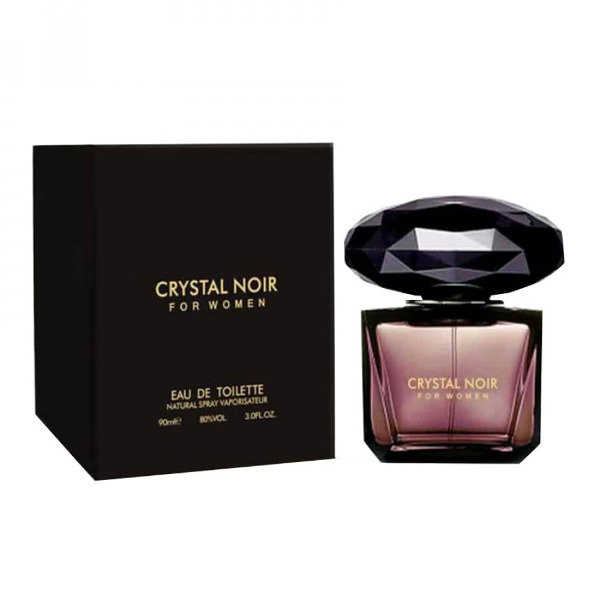 CRYSTAL NOIR
FOR WOMEN
EAU DE TOILETTE
NATURAL SPRAY VAPORISATEUR
90ml℮ 80%VOL. 3.0FL.OZ.
CRYSTAL NOIR
FOR WOMEN